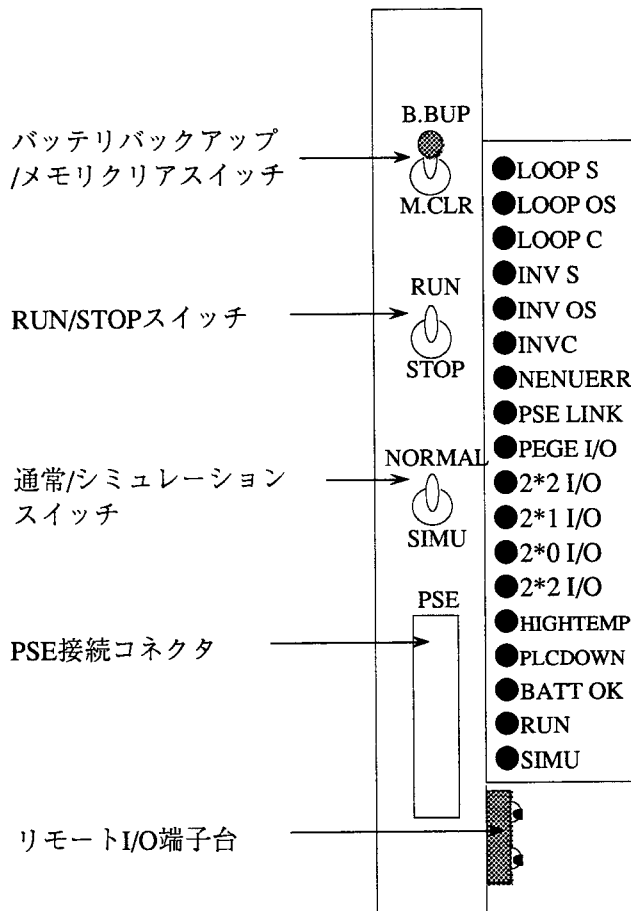 バッテリバックアップ
/メモリクリアスイッチ
RUN/STOPスイッチ
通常/シミュレーション
スイッチ
PSE接続コネクタ
リモートI/O端子台
B.BUP
M.CLR
RUN
STOP
NORMAL
SIMU
PSE
LOOP S
LOOP OS
LOOP C
INV S
INV OS
INVC
NENUERR
PSE LINK
PEGE I/O
2*2 I/O
2*1 I/O
2*0 I/O
2*2 I/O
HIGHTEMP
PLCDOWN
BATT OK
RUN
SIMU